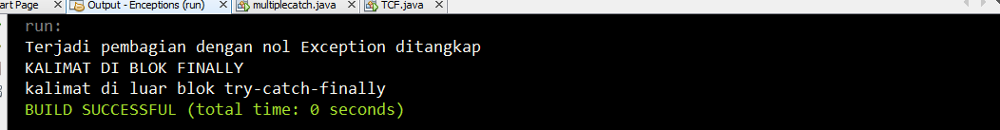 art Page Output - Exceptions (run) multiplecatch.java TCF.java
run:
Terjadi pembagian dengan nol Exception ditangkap
KALIMAT DI BLOK FINALLY
kalimat di luar blok try-catch-finally
BUILD SUCCESSFUL (total time: 0 seconds)